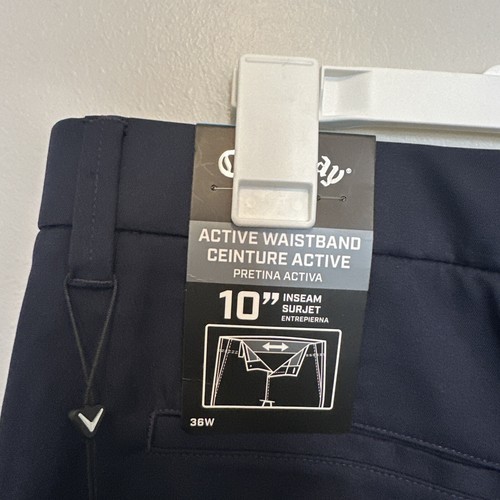 ACTIVE WAISTBAND
CEINTURE ACTIVE
PRETINA ACTIVA
10” INSEAM
SURJET
ENTREPIERNA
36W